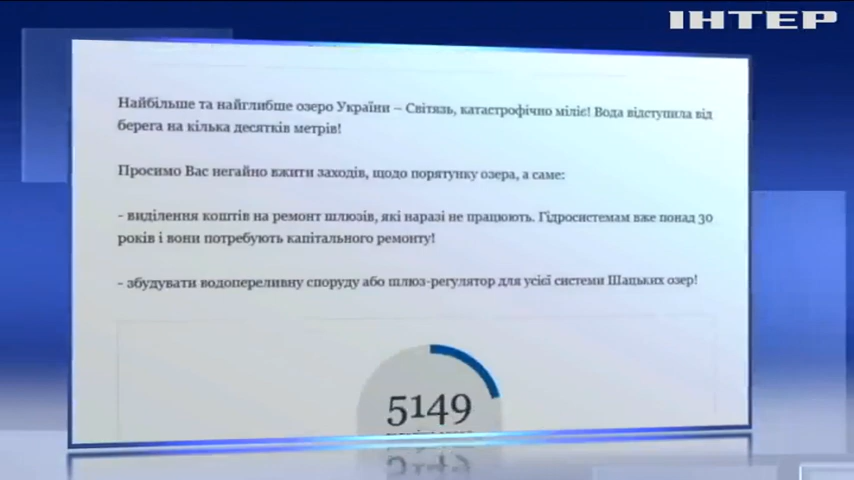 ІНТЕР
Найбільше та найглибше озеро України – Світязь, катастрофічно міліє! Вода відступила від
берега на кілька десятків метрів!
Просимо Вас негайно вжити заходів, щодо порятунку озера, а саме:
- виділення коштів на ремонт шлюзів, які наразі не працюють. Гідросистемам вже понад 30
років і вони потребують капітального ремонту!
- збудувати водопереливну споруду або шлюз-регулятор для усієї системи Шацьких озер!
5149